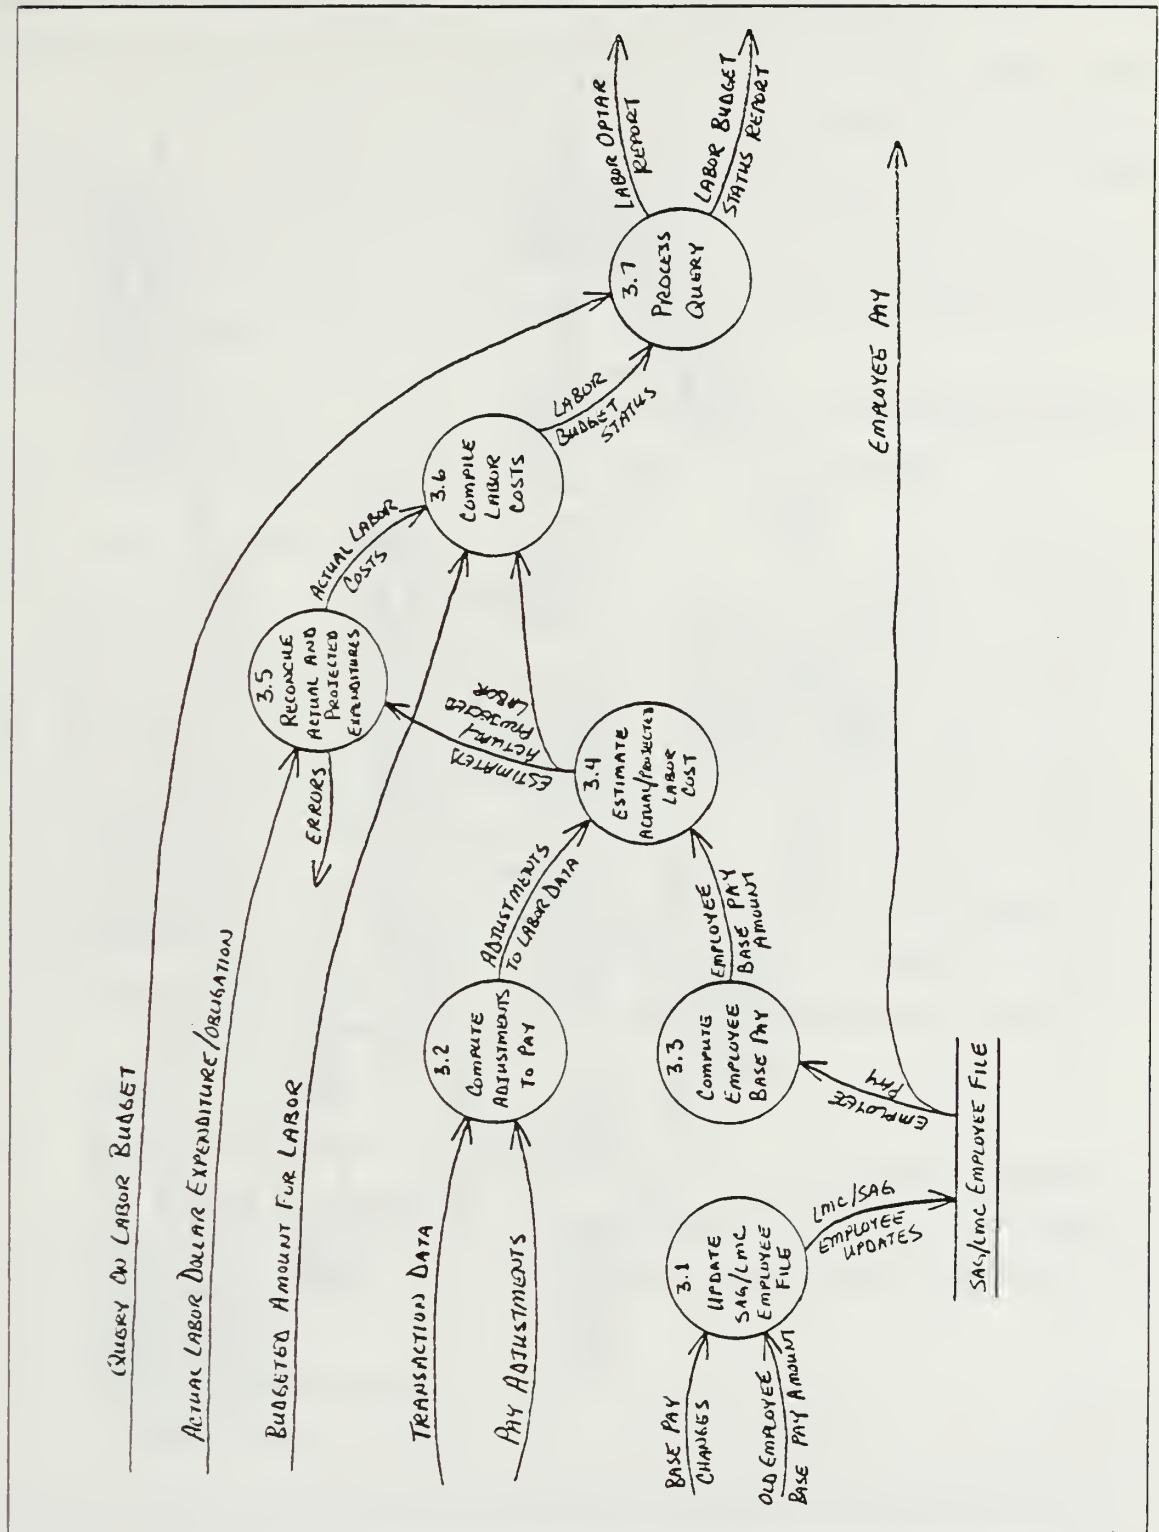 QUERY ON LABOR BUDGET
ACTUAL LABOR DOLLAR EXPENDITURE/OBLIGATION
BUDGETED AMOUNT FOR LABOR
TRANSACTION DATA
PAY ADJUSTMENTS
BASE PAY
CHANGES
OLD EMPLOYEE
BASE PAY AMOUNT
3.1
UPDATE
SAG/LMC
EMPLOYEE
FILE
LMC/SAG
EMPLOYEE
UPDATES
SAG/LMC EMPLOYEE FILE
EMPLOYEE
PAY
EMPLOYEE PAY
3.2
COMPUTE
ADJUSTMENTS
TO PAY
ADJUSTMENTS
TO LABOR DATA
3.3
COMPUTE
EMPLOYEE
BASE PAY
EMPLOYEE
BASE PAY
AMOUNT
3.4
ESTIMATE
ACTUAL/PROJECTED
LABOR
COST
ESTIMATED
ACTUAL/
PROJECTED
LABOR
3.5
RECONCILE
ACTUAL AND
PROJECTED
EXPENDITURES
ERRORS
ACTUAL LABOR
COSTS
3.6
COMPILE
LABOR
COSTS
LABOR
BUDGET
STATUS
3.7
PROCESS
QUERY
LABOR OPTAR
REPORT
LABOR BUDGET
STATUS REPORT